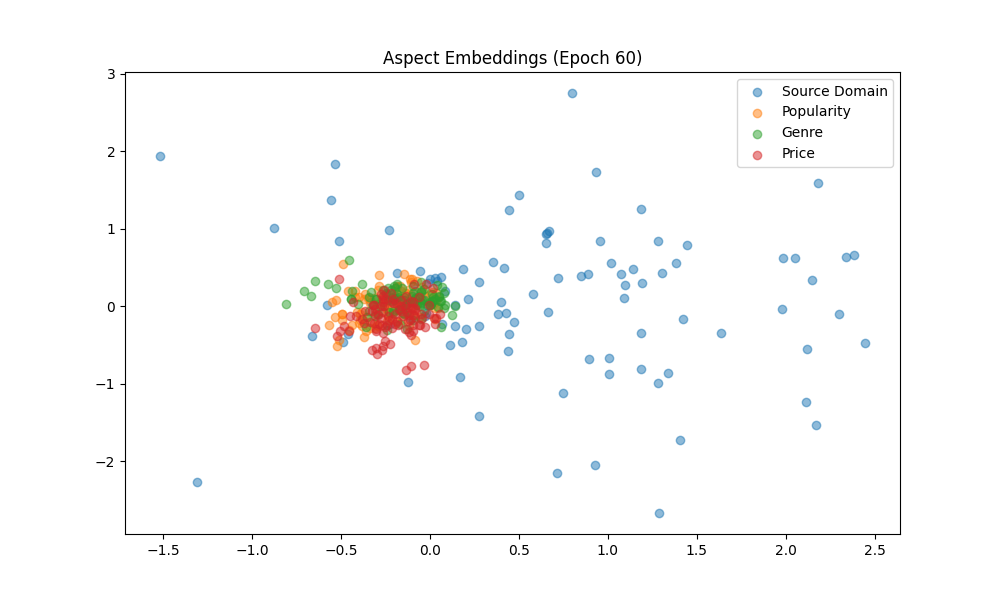 Aspect Embeddings (Epoch 60)
Source Domain
Popularity
Genre
Price
3
2
1
0
−1
−2
−1.5 −1.0 −0.5 0.0 0.5 1.0 1.5 2.0 2.5